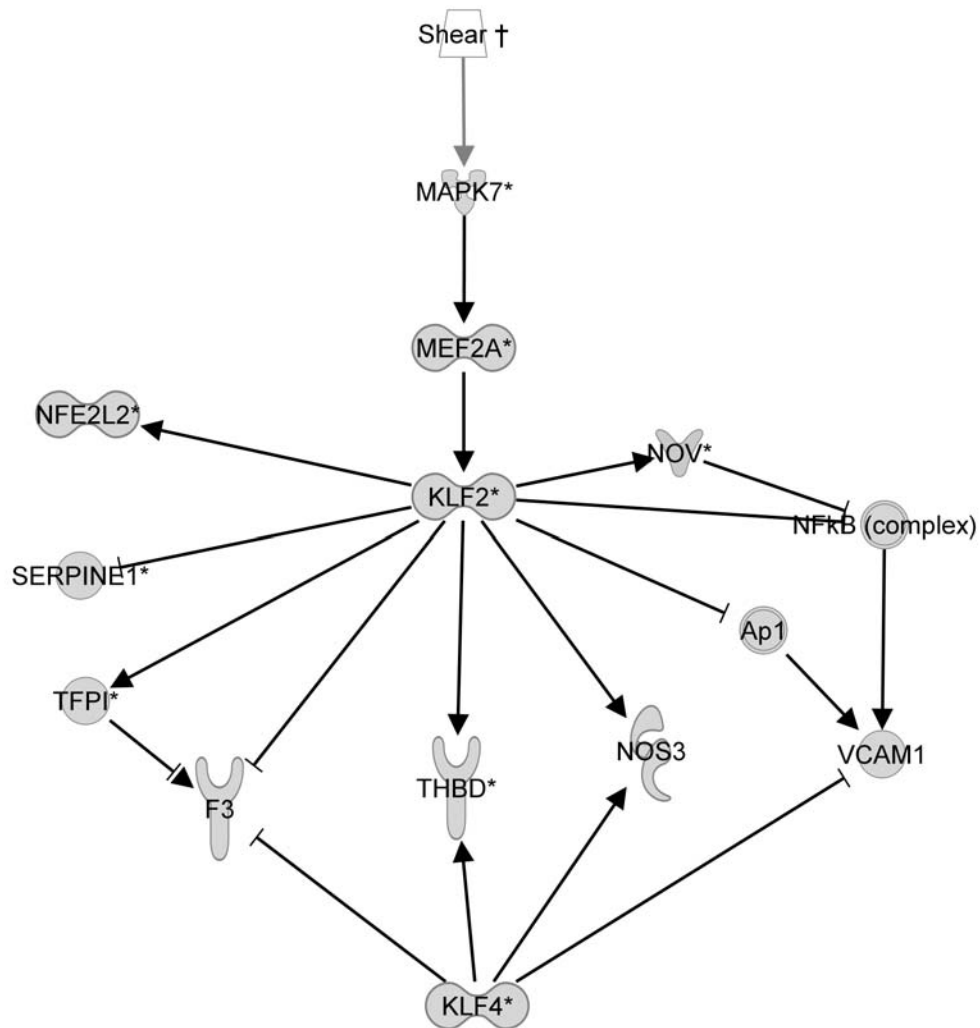 Shear †
MAPK7*
MEF2A*
NFE2L2*
NOV*
KLF2*
NFkB (complex)
SERPINE1*
Ap1
TFPI*
NOS3
VCAM1
THBD*
F3
KLF4*